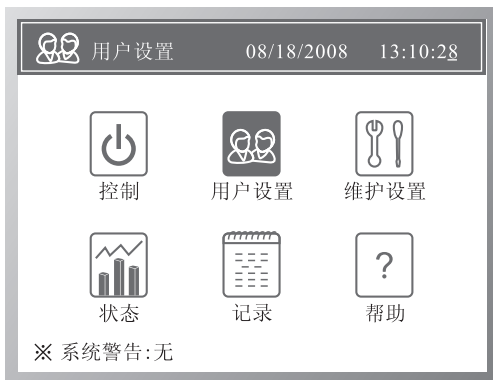 用户设置 08/18/2008 13:10:28
控制 用户设置 维护设置
?
状态 记录 帮助
※ 系统警告:无